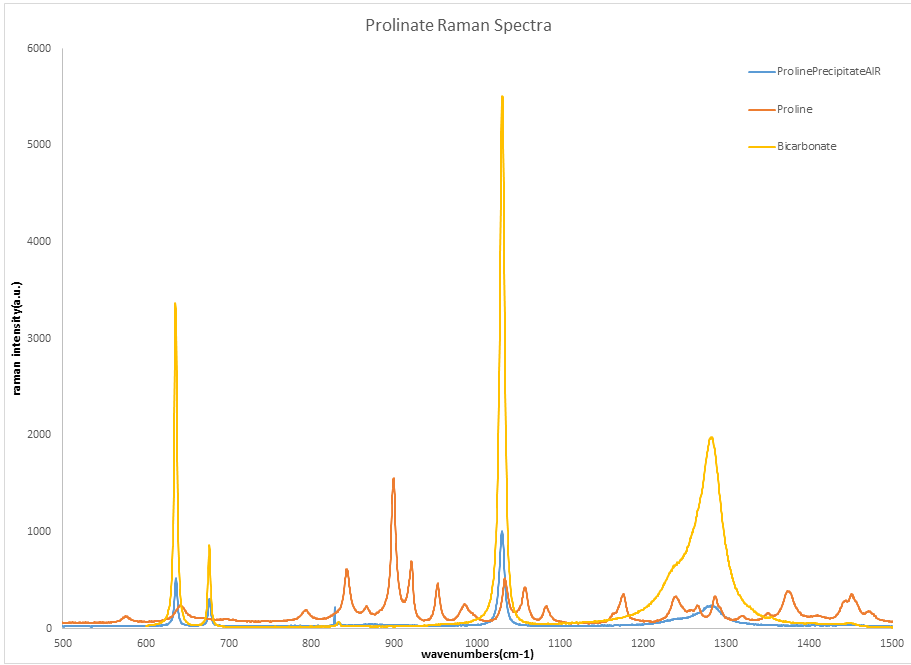 Prolinate Raman Spectra
6000
5000
4000
3000
2000
1000
0
raman intensity(a.u.)
ProlinePrecipitateAIR
Proline
Bicarbonate
500 600 700 800 900 1000 1100 1200 1300 1400 1500
wavenumbers(cm-1)